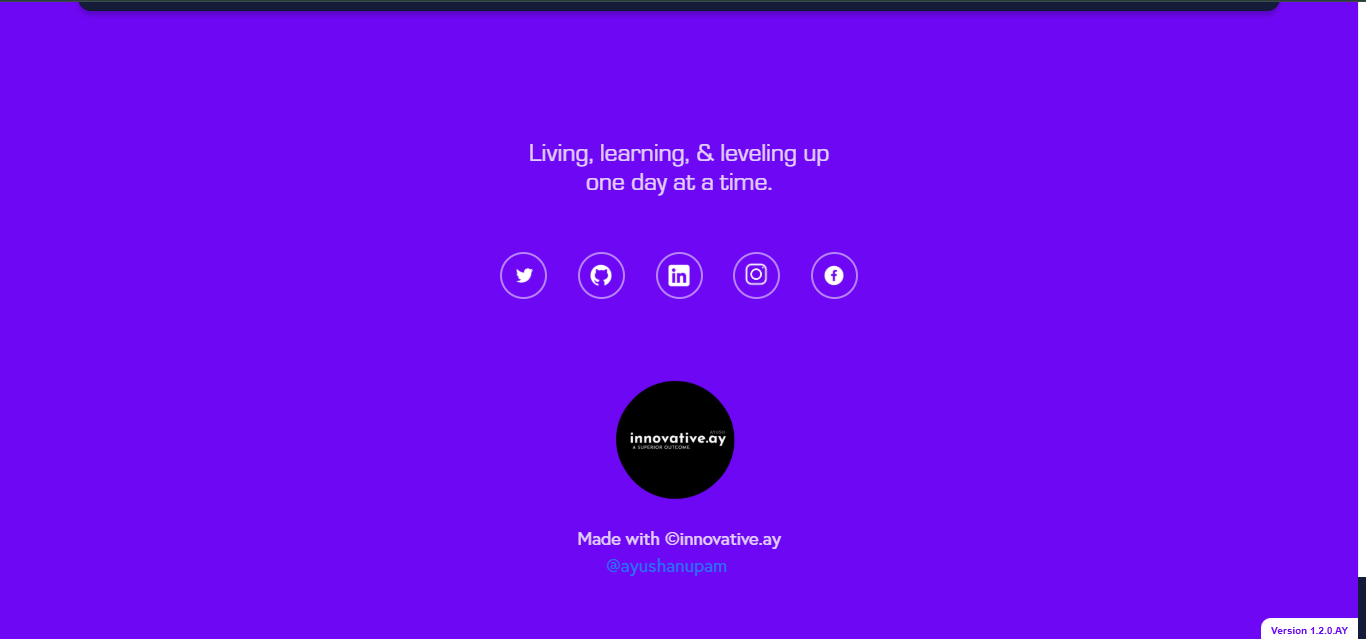 Living, learning, & leveling up
one day at a time.
AYUSH
innovative.ay
A SUPERIOR OUTCOME
Made with ©innovative.ay
@ayushanupam
Version 1.2.0.AY